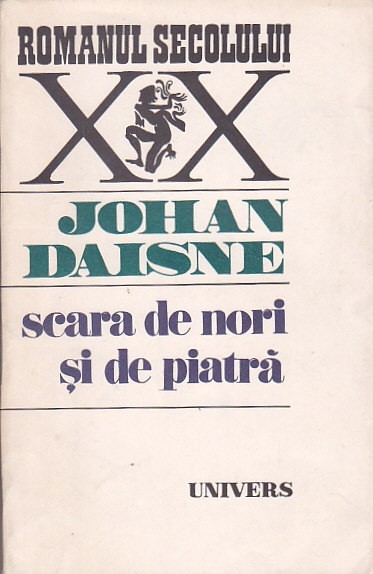 ROMANUL SECOLULUI
XX
JOHAN
DAISNE
scara de nori
și de piatră
UNIVERS